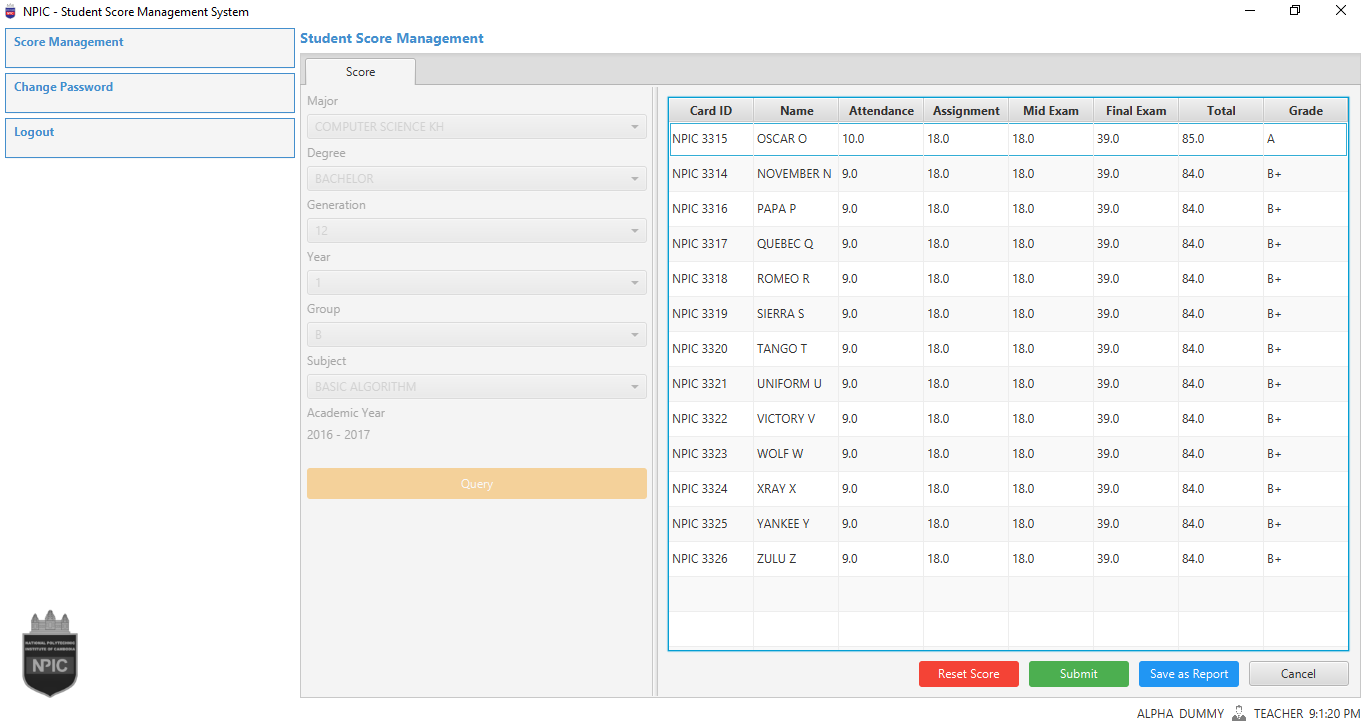 NPIC - Student Score Management System
Score Management
Change Password
Logout
Student Score Management
Score
Major
COMPUTER SCIENCE KH
Degree
BACHELOR
Generation
12
Year
1
Group
B
Subject
BASIC ALGORITHM
Academic Year
2016 - 2017
Query
Card ID Name Attendance Assignment Mid Exam Final Exam Total Grade
NPIC 3315 OSCAR O 10.0 18.0 18.0 39.0 85.0 A
NPIC 3314 NOVEMBER N 9.0 18.0 18.0 39.0 84.0 B+
NPIC 3316 PAPA P 9.0 18.0 18.0 39.0 84.0 B+
NPIC 3317 QUEBEC Q 9.0 18.0 18.0 39.0 84.0 B+
NPIC 3318 ROMEO R 9.0 18.0 18.0 39.0 84.0 B+
NPIC 3319 SIERRA S 9.0 18.0 18.0 39.0 84.0 B+
NPIC 3320 TANGO T 9.0 18.0 18.0 39.0 84.0 B+
NPIC 3321 UNIFORM U 9.0 18.0 18.0 39.0 84.0 B+
NPIC 3322 VICTORY V 9.0 18.0 18.0 39.0 84.0 B+
NPIC 3323 WOLF W 9.0 18.0 18.0 39.0 84.0 B+
NPIC 3324 XRAY X 9.0 18.0 18.0 39.0 84.0 B+
NPIC 3325 YANKEE Y 9.0 18.0 18.0 39.0 84.0 B+
NPIC 3326 ZULU Z 9.0 18.0 18.0 39.0 84.0 B+
Reset Score Submit Save as Report Cancel
NATIONAL POLYTECHNIC
INSTITUTE OF CAMBODIA
NPIC
ALPHA DUMMY TEACHER 9:1:20 PM